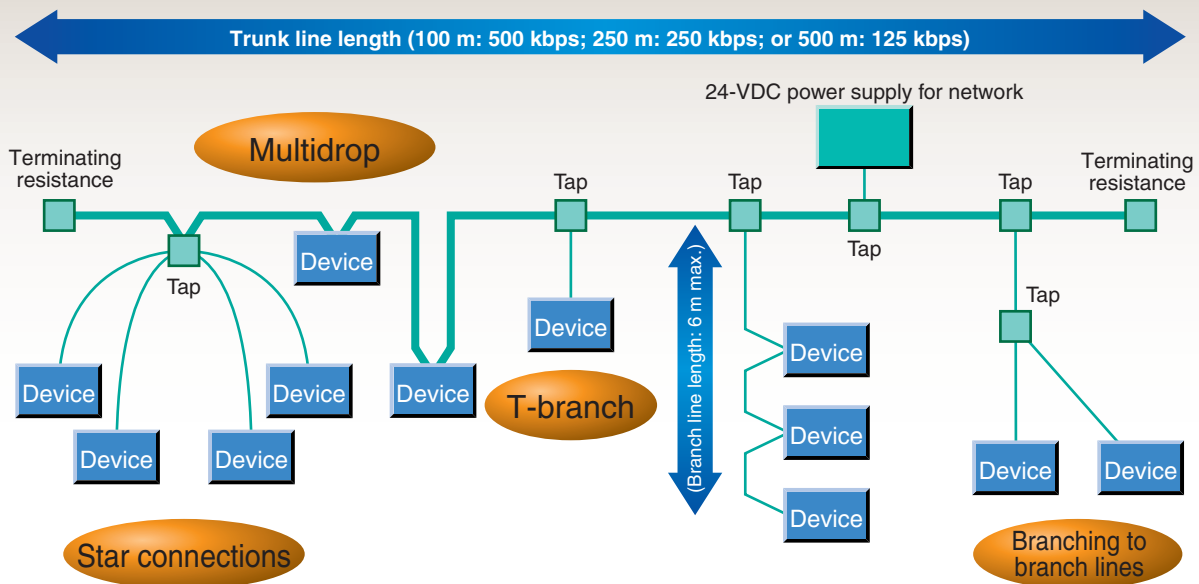 Trunk line length (100 m: 500 kbps; 250 m: 250 kbps; or 500 m: 125 kbps)
24-VDC power supply for network
Multidrop
Terminating
resistance
Tap
Tap
Tap
Terminating
resistance
Device
Tap
Tap
Tap
Device
(Branch line length: 6 m max.)
Device
Device
Device
Device
T-branch
Device
Device
Device
Device
Device
Device
Device
Star connections
Branching to
branch lines